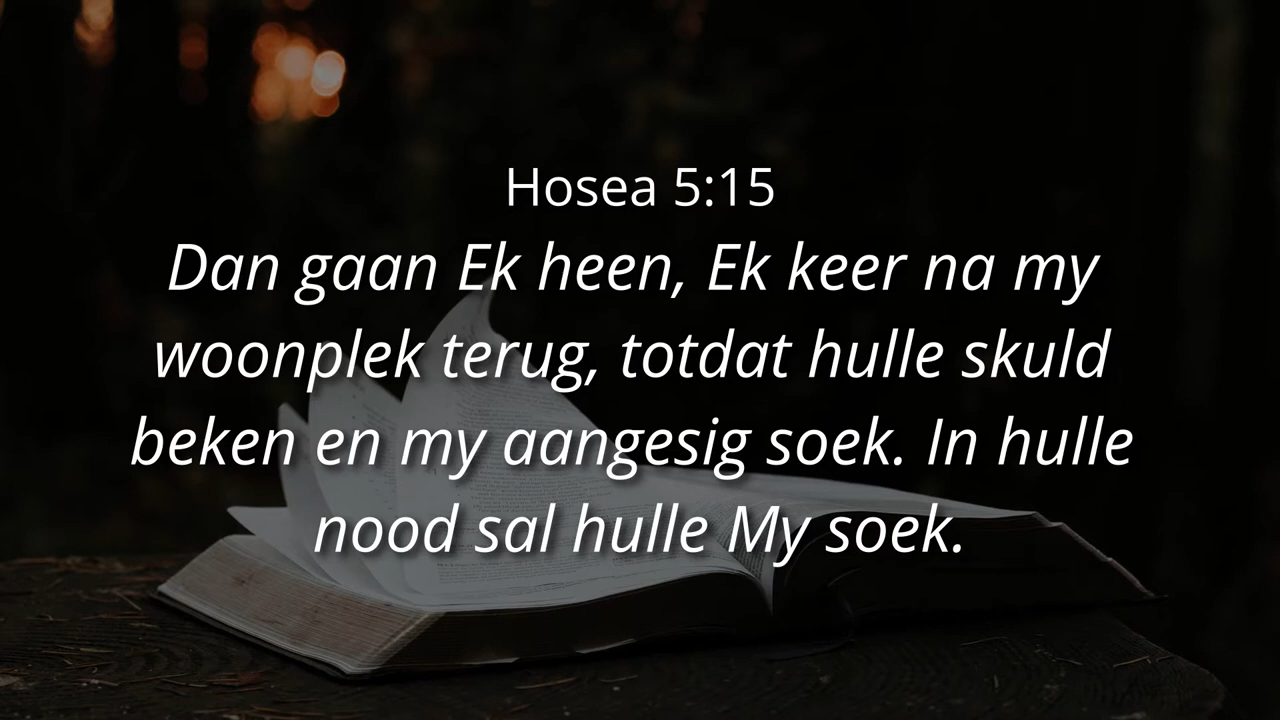 Hosea 5:15
Dan gaan Ek heen, Ek keer na my
woonplek terug, totdat hulle skuld
beken en my aangesig soek. In hulle
nood sal hulle My soek.